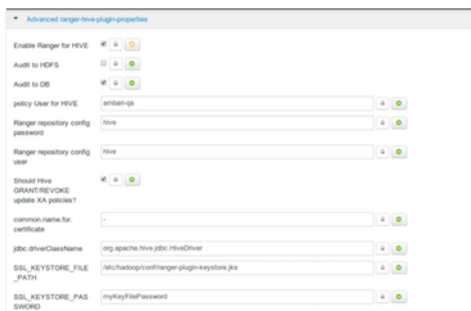 Advanced ranger-hive-plugin-properties
Enable Ranger for HIVE
Audit to HDFS
Audit to DB
policy User for HIVE
ambari-qa
Ranger repository config
password
hive
Ranger repository config
user
hive
Should Hive
GRANT/REVOKE
update XA policies?
common.name.for.
certificate
-
jdbc.driverClassName
org.apache.hive.jdbc.HiveDriver
SSL_KEYSTORE_FILE
_PATH
/etc/hadoop/conf/ranger-plugin-keystore.jks
SSL_KEYSTORE_PAS
SWORD
myKeyFilePassword